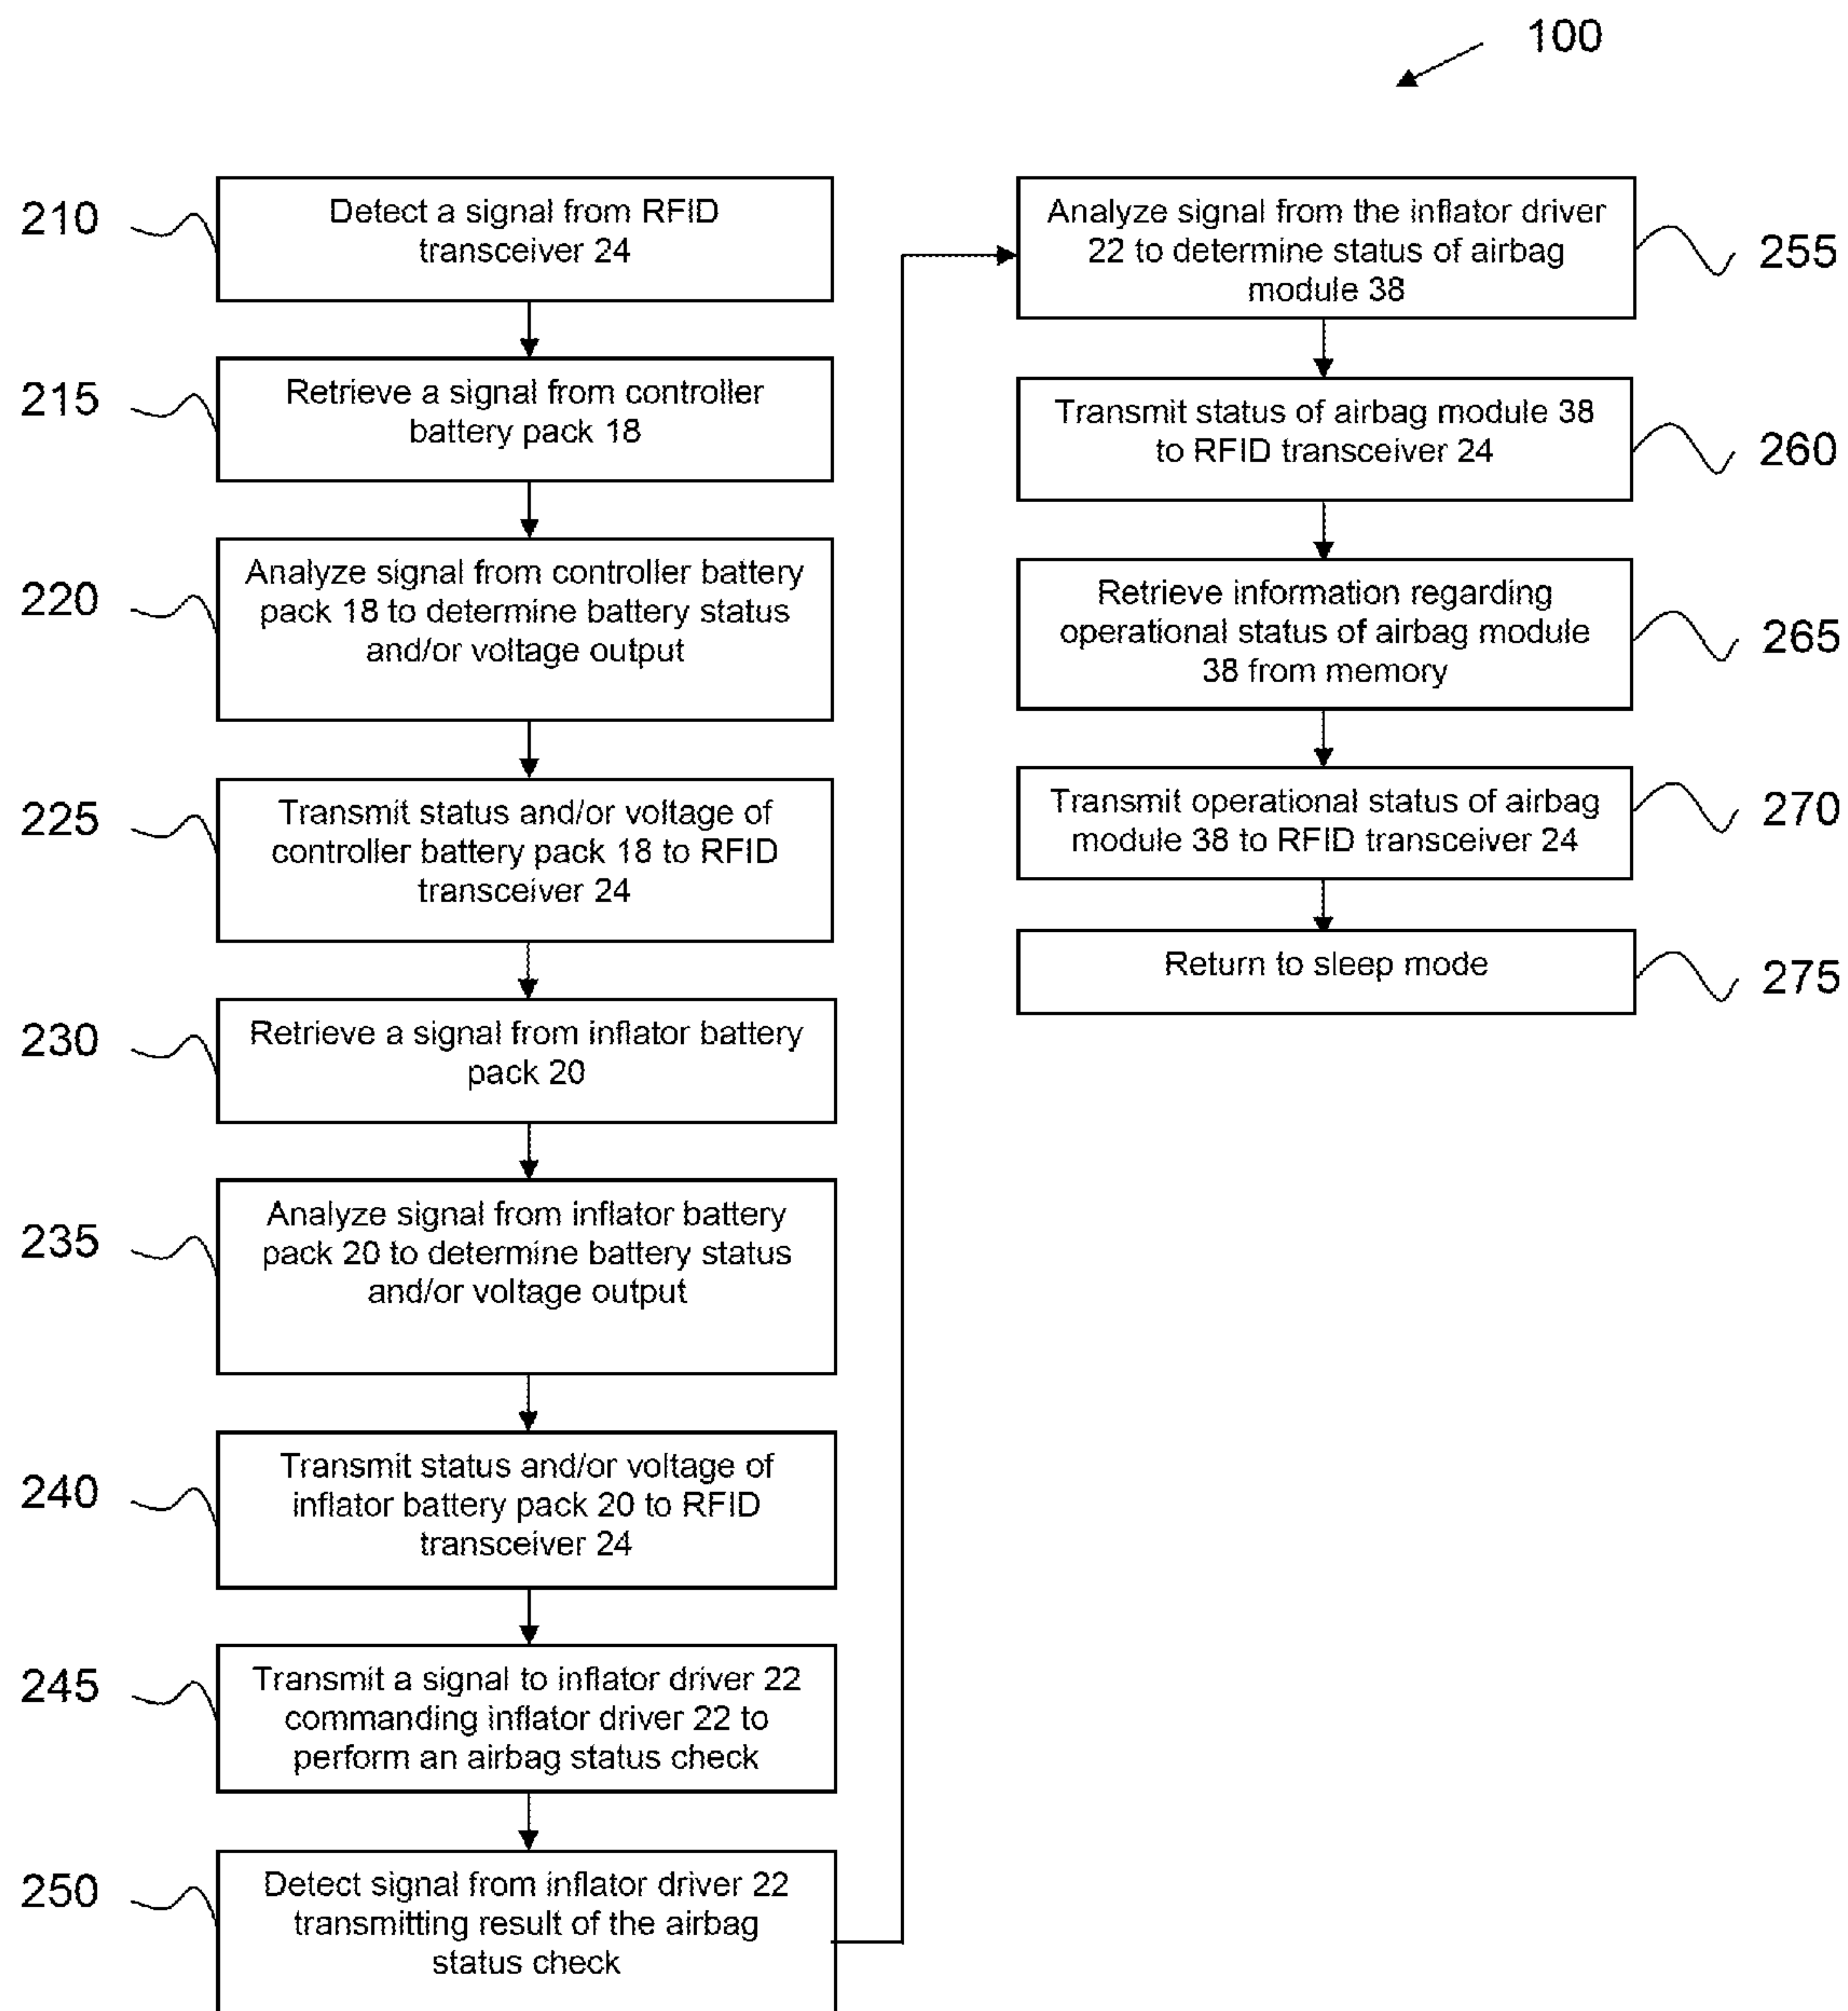 100
210
Detect a signal from RFID
transceiver 24
215
Retrieve a signal from controller
battery pack 18
220
Analyze signal from controller battery
pack 18 to determine battery status
and/or voltage output
225
Transmit status and/or voltage of
controller battery pack 18 to RFID
transceiver 24
230
Retrieve a signal from inflator battery
pack 20
235
Analyze signal from inflator battery
pack 20 to determine battery status
and/or voltage output
240
Transmit status and/or voltage of
inflator battery pack 20 to RFID
transceiver 24
245
Transmit a signal to inflator driver 22
commanding inflator driver 22 to
perform an airbag status check
250
Detect signal from inflator driver 22
transmitting result of the airbag
status check
Analyze signal from the inflator driver
22 to determine status of airbag
module 38
255
Transmit status of airbag module 38
to RFID transceiver 24
260
Retrieve information regarding
operational status of airbag module
38 from memory
265
Transmit operational status of airbag
module 38 to RFID transceiver 24
270
Return to sleep mode
275